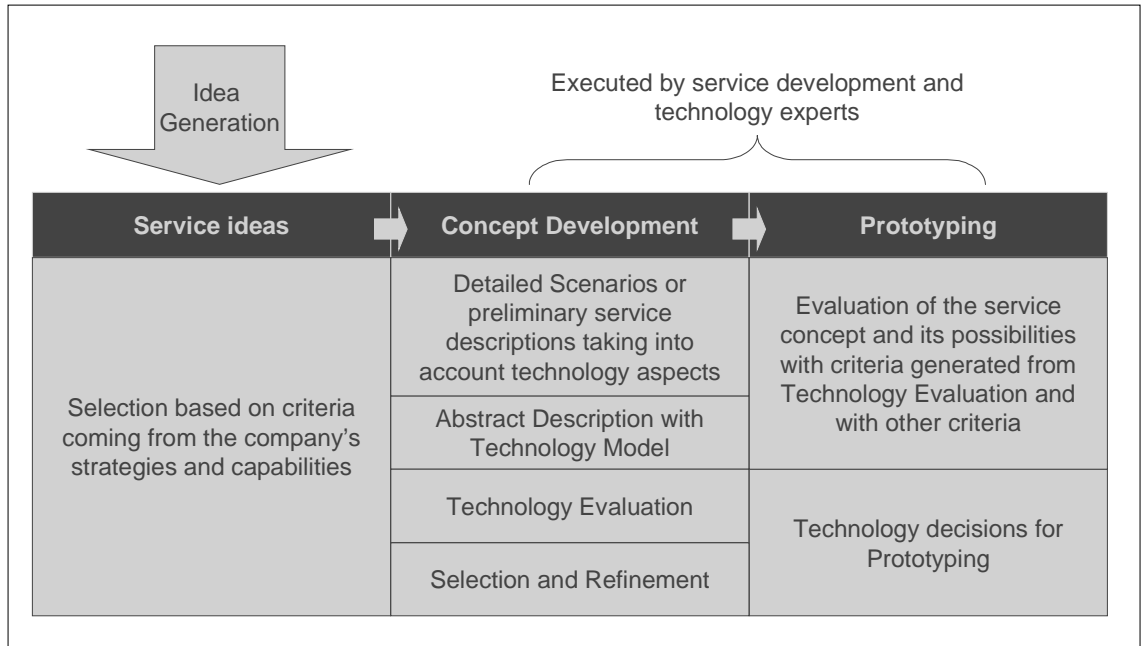 Idea
Generation
Executed by service development and
technology experts
Service ideas
Concept Development
Prototyping
Selection based on criteria
coming from the company’s
strategies and capabilities
Detailed Scenarios or
preliminary service
descriptions taking into
account technology aspects
Abstract Description with
Technology Model
Technology Evaluation
Selection and Refinement
Evaluation of the service
concept and its possibilities
with criteria generated from
Technology Evaluation and
with other criteria
Technology decisions for
Prototyping